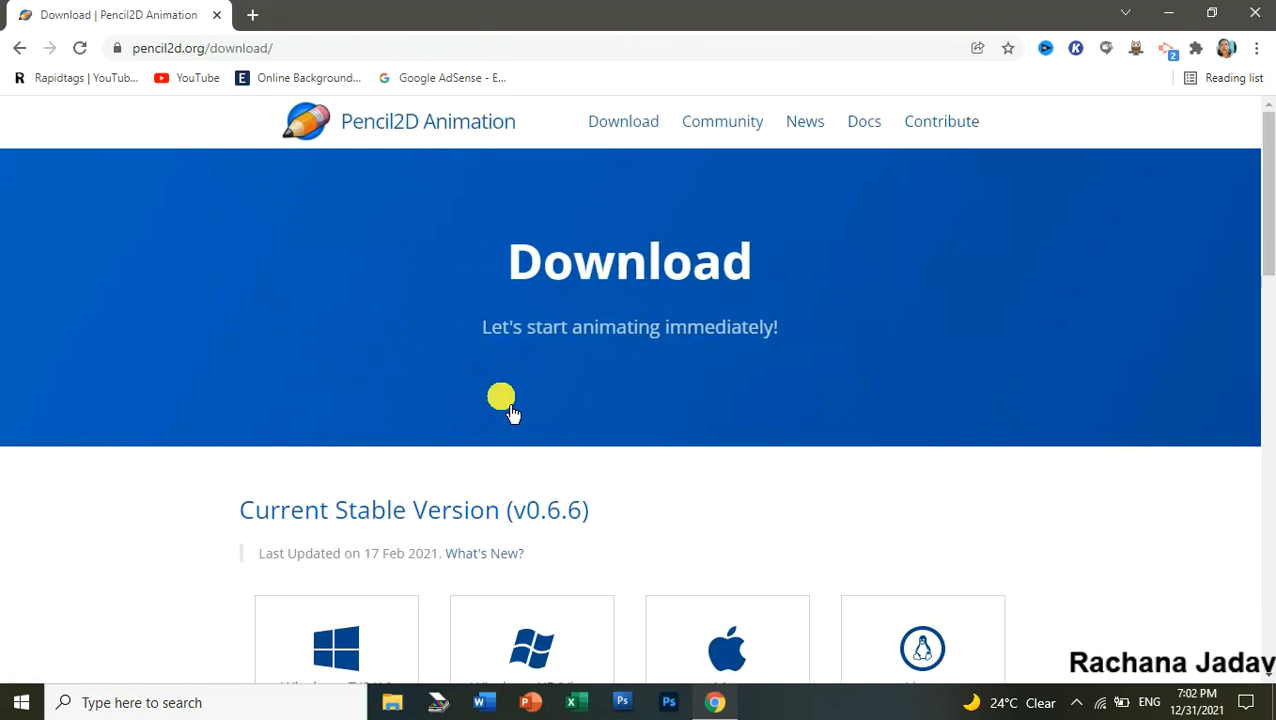 Download | Pencil2D Animation
pencil2d.org/download/
2
Rapidtags | YouTub...
YouTube
Online Background...
Google AdSense - E...
Reading list
Pencil2D Animation
Download
Community
News
Docs
Contribute
Download
Let's start animating immediately!
Current Stable Version (v0.6.6)
Last Updated on 17 Feb 2021. What's New?
Rachana Jadav
Type here to search
24°C Clear
ENG
7:02 PM
12/31/2021